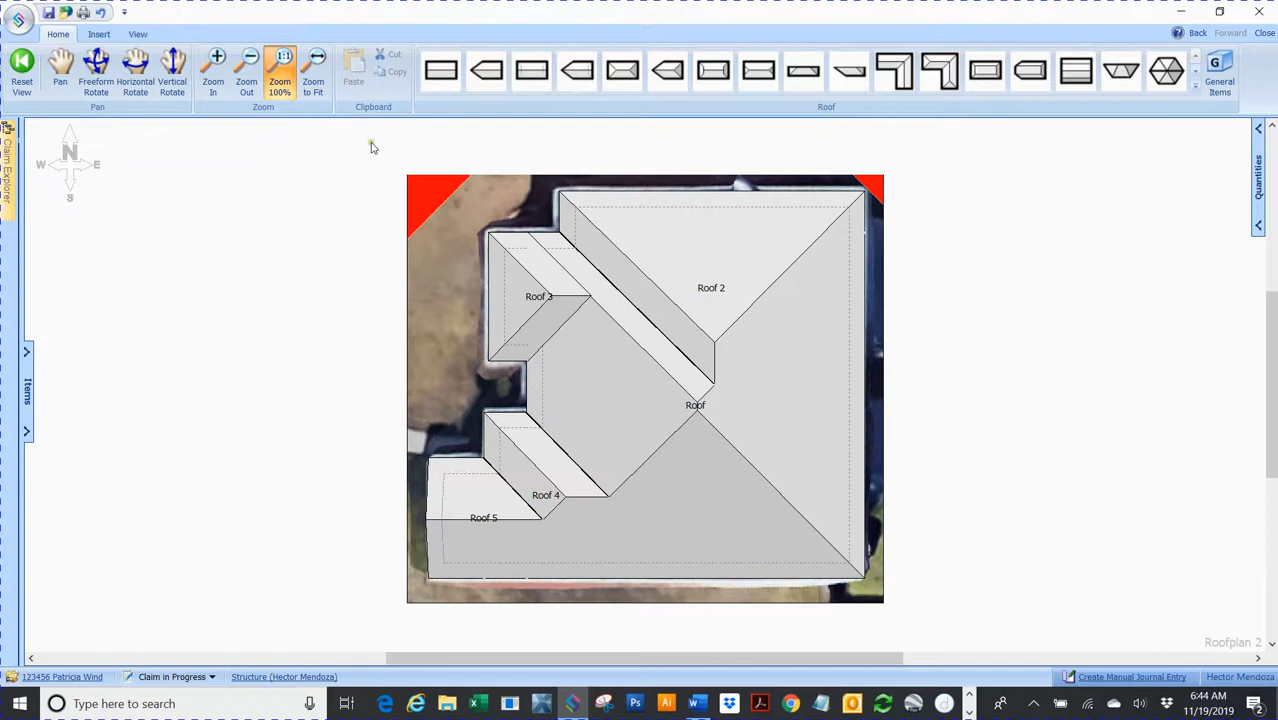 Home Insert View Back Forward Close
Reset View
Pan
Freeform Rotate
Horizontal Rotate
Vertical Rotate
Zoom In
Zoom Out
Zoom 100%
Zoom to Fit
Paste
Cut
Copy
General Items
Pan Zoom Clipboard Roof
Claim Explorer
N
W E
S
Quantities
Items
Roof 2
Roof 3
Roof
Roof 4
Roof 5
Roofplan 2
123456 Patricia Wind Claim in Progress Structure (Hector Mendoza) Create Manual Journal Entry Hector Mendoza
Type here to search
6:44 AM
11/19/2019